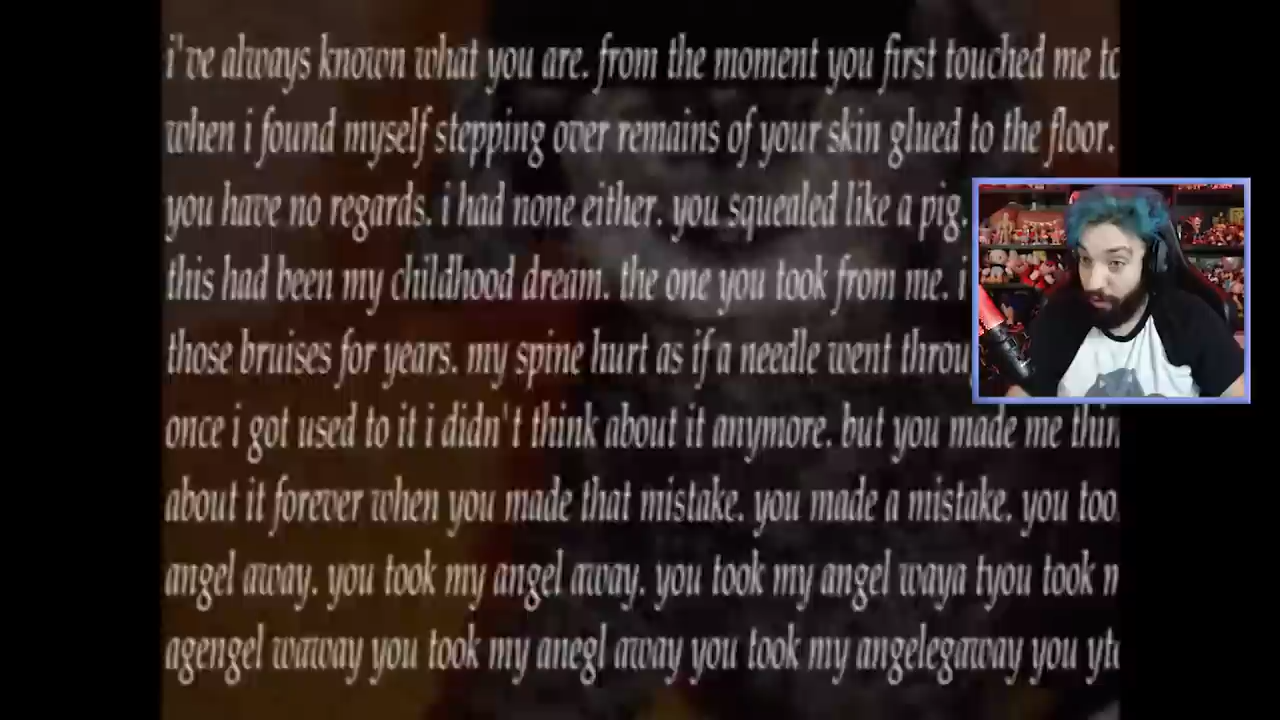 i've always known what you are. from the moment you first touched me to
when i found myself stepping over remains of your skin glued to the floor.
you have no regards. i had none either. you squealed like a pig.
this had been my childhood dream. the one you took from me. i
those bruises for years. my spine hurt as if a needle went throu
once i got used to it i didn't think about it anymore. but you made me thin
about it forever when you made that mistake. you made a mistake. you too
angel away. you took my angel away. you took my angel waya tyou took m
agengel waway you took my anegl away you took my angelegaway you yt